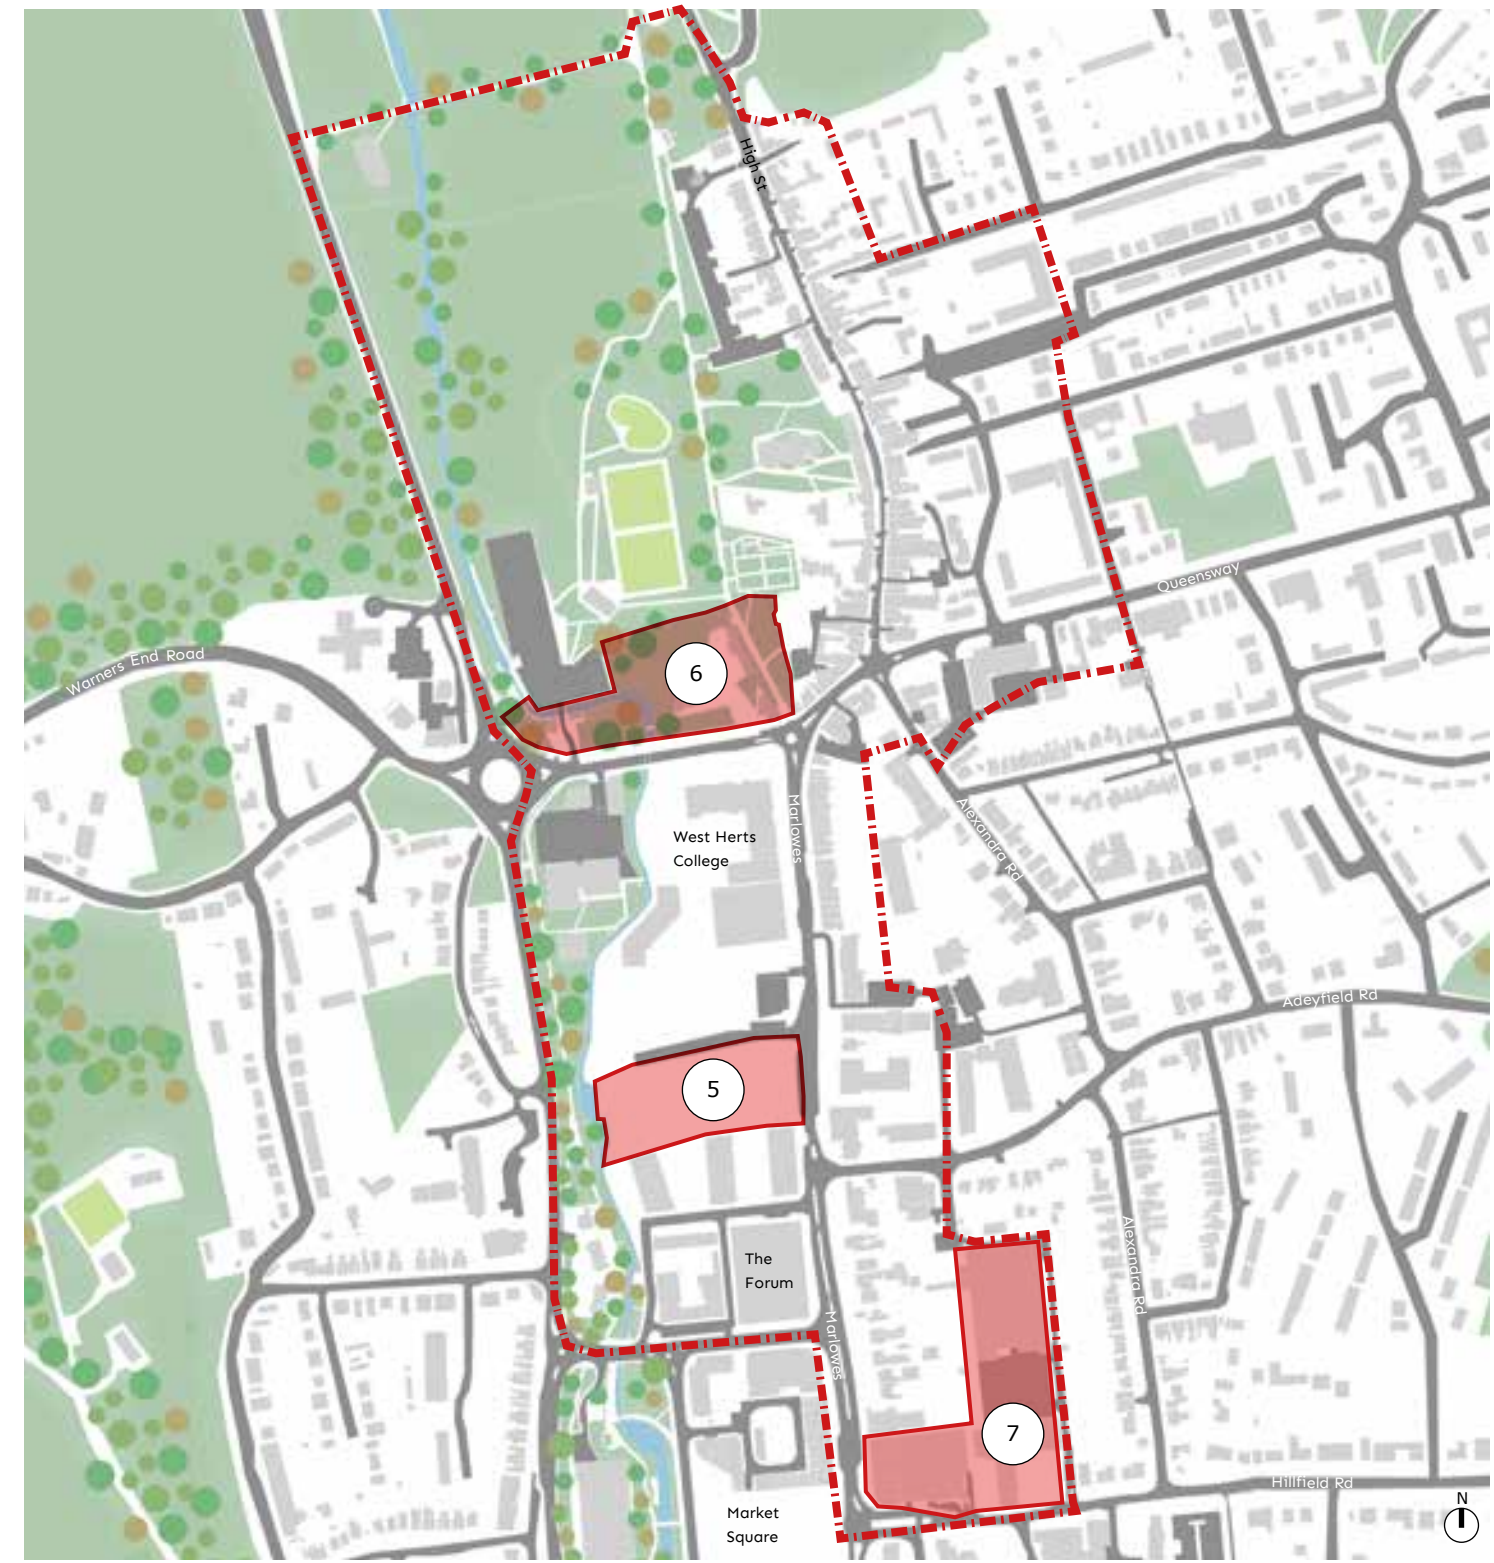 High St
Queensway
Warners End Road
6
Marlowes
West Herts
College
Alexandra Rd
Adeyfield Rd
5
Alexandra Rd
The
Forum
Marlowes
7
Hillfield Rd
N
Market
Square